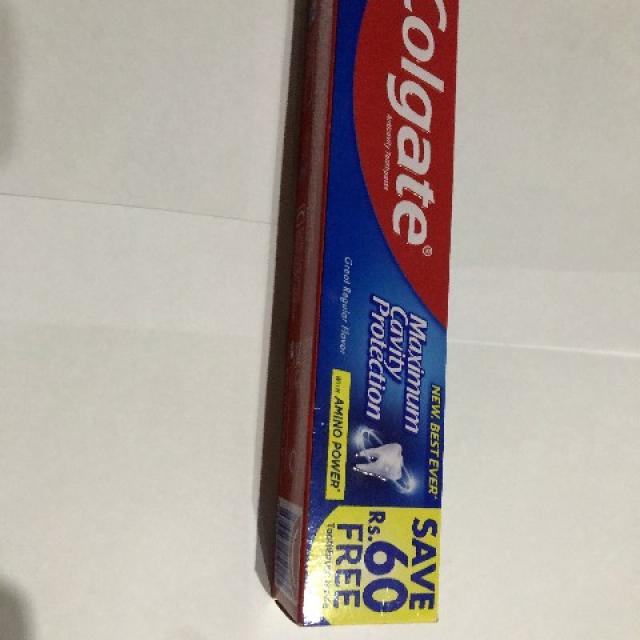 Colgate®
Anticavity Toothpaste
Great Regular Flavor
NEW BEST EVER*
Maximum
Cavity
Protection
With AMINO POWER*
SAVE
Rs.60
FREE